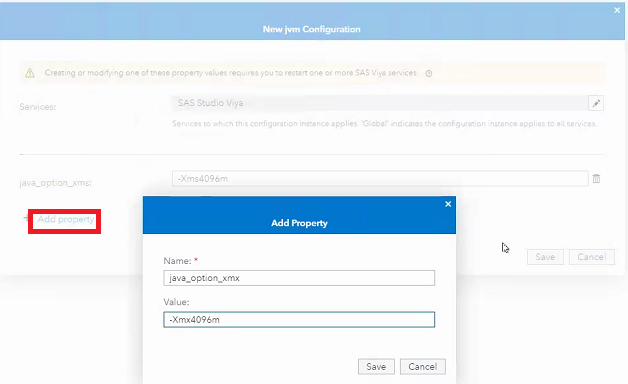 New jvm Configuration
Creating or modifying one of these property values requires you to restart one or more SAS Viya services.
Services:
SAS Studio Viya
Services to which this configuration instance applies. "Global" indicates the configuration instance applies to all services.
java_option_xms:
-Xms4096m
+ Add property
Save
Cancel
Add Property
Name: *
java_option_xmx
Value:
-Xmx4096m
Save
Cancel